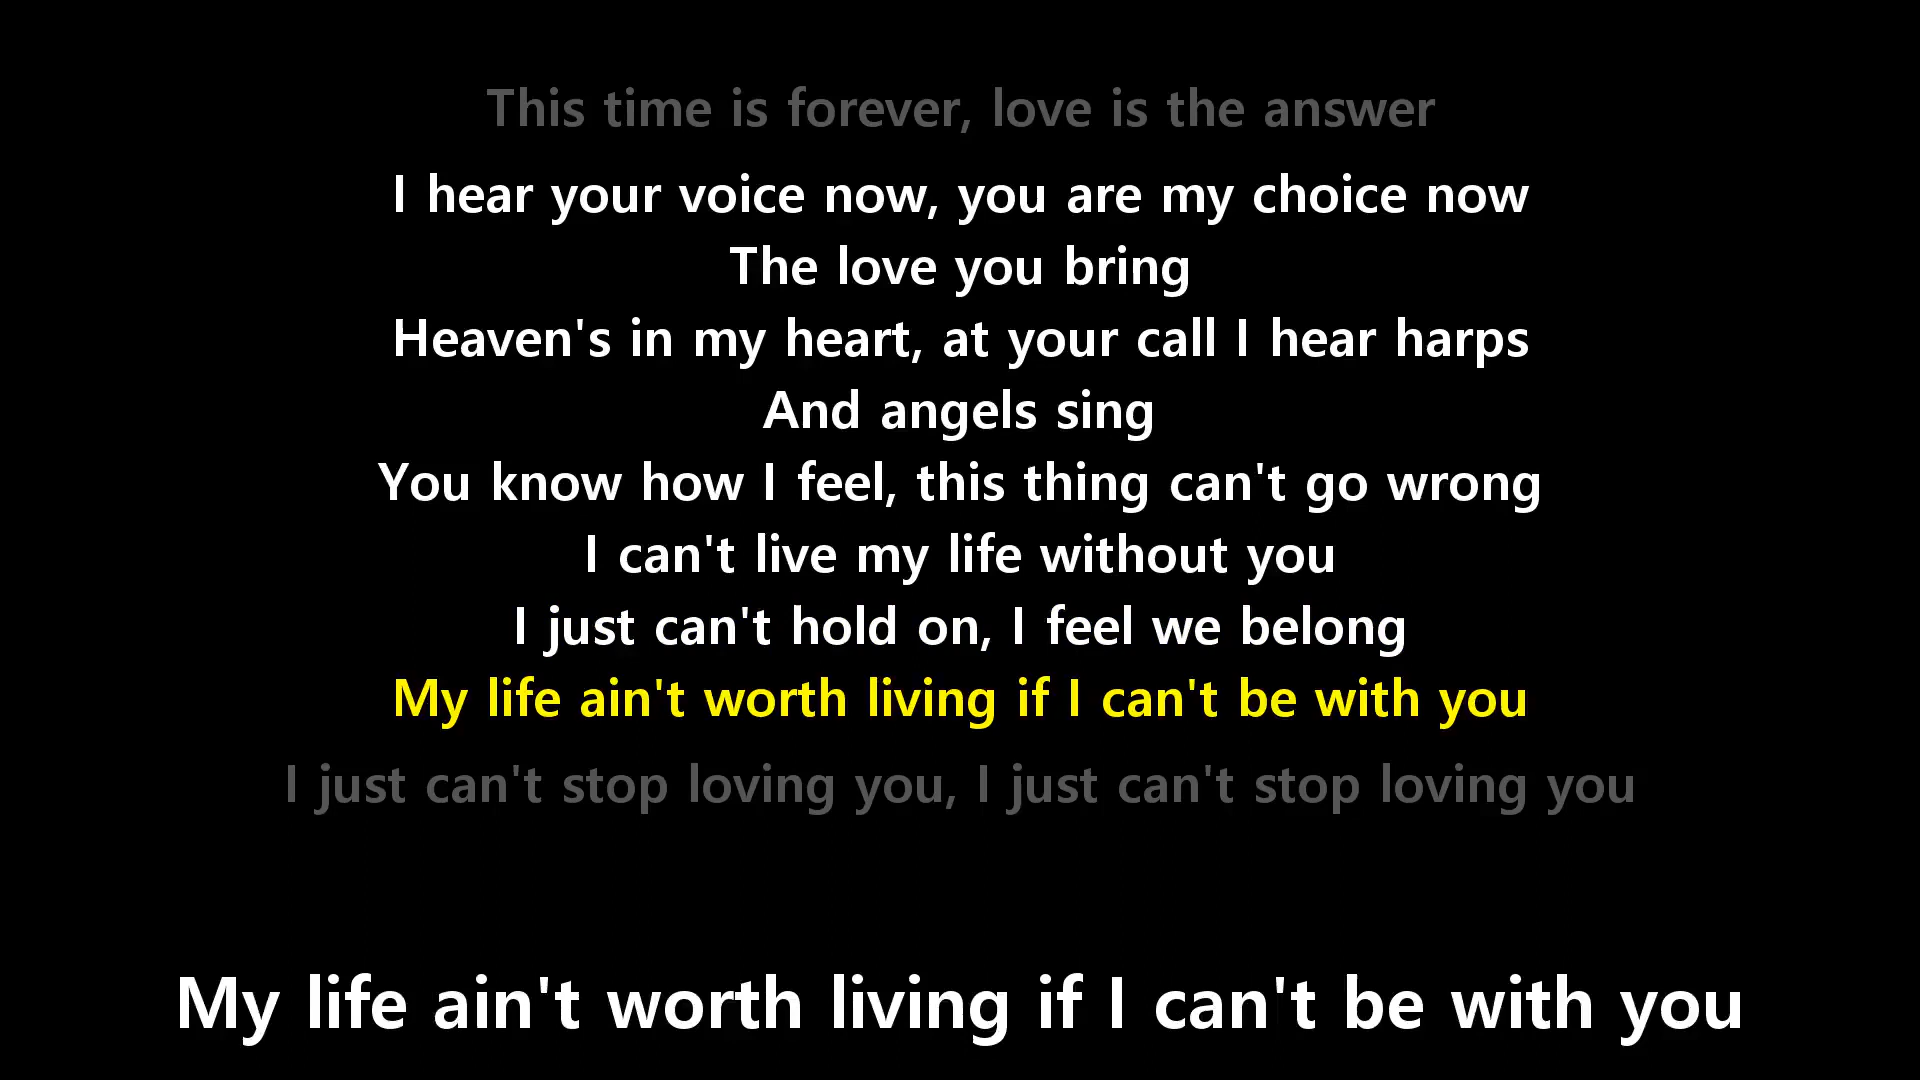 This time is forever, love is the answer
I hear your voice now, you are my choice now
The love you bring
Heaven's in my heart, at your call I hear harps
And angels sing
You know how I feel, this thing can't go wrong
I can't live my life without you
I just can't hold on, I feel we belong
My life ain't worth living if I can't be with you
I just can't stop loving you, I just can't stop loving you
My life ain't worth living if I can't be with you